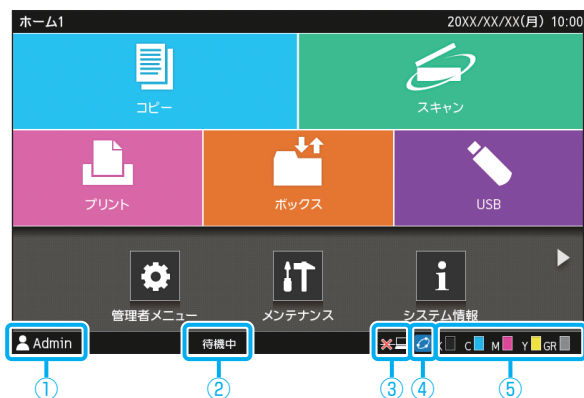 ホーム1 20XX/XX/XX(月) 10:00
コピー スキャン
プリント ボックス USB
管理者メニュー メンテナンス システム情報
Admin 待機中 K C M Y GR
① ② ③ ④ ⑤